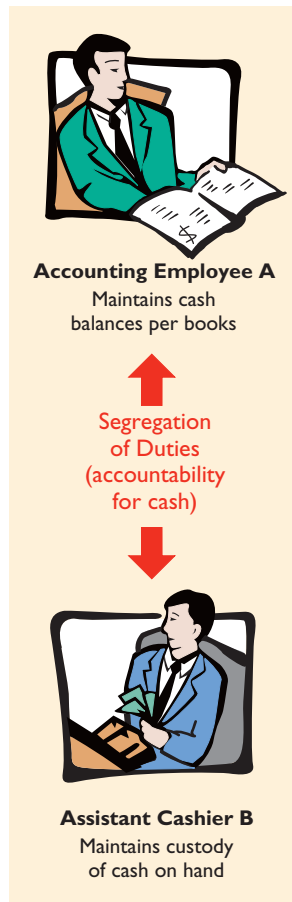 $
Accounting Employee A
Maintains cash
balances per books
Segregation
of Duties
(accountability
for cash)
Assistant Cashier B
Maintains custody
of cash on hand